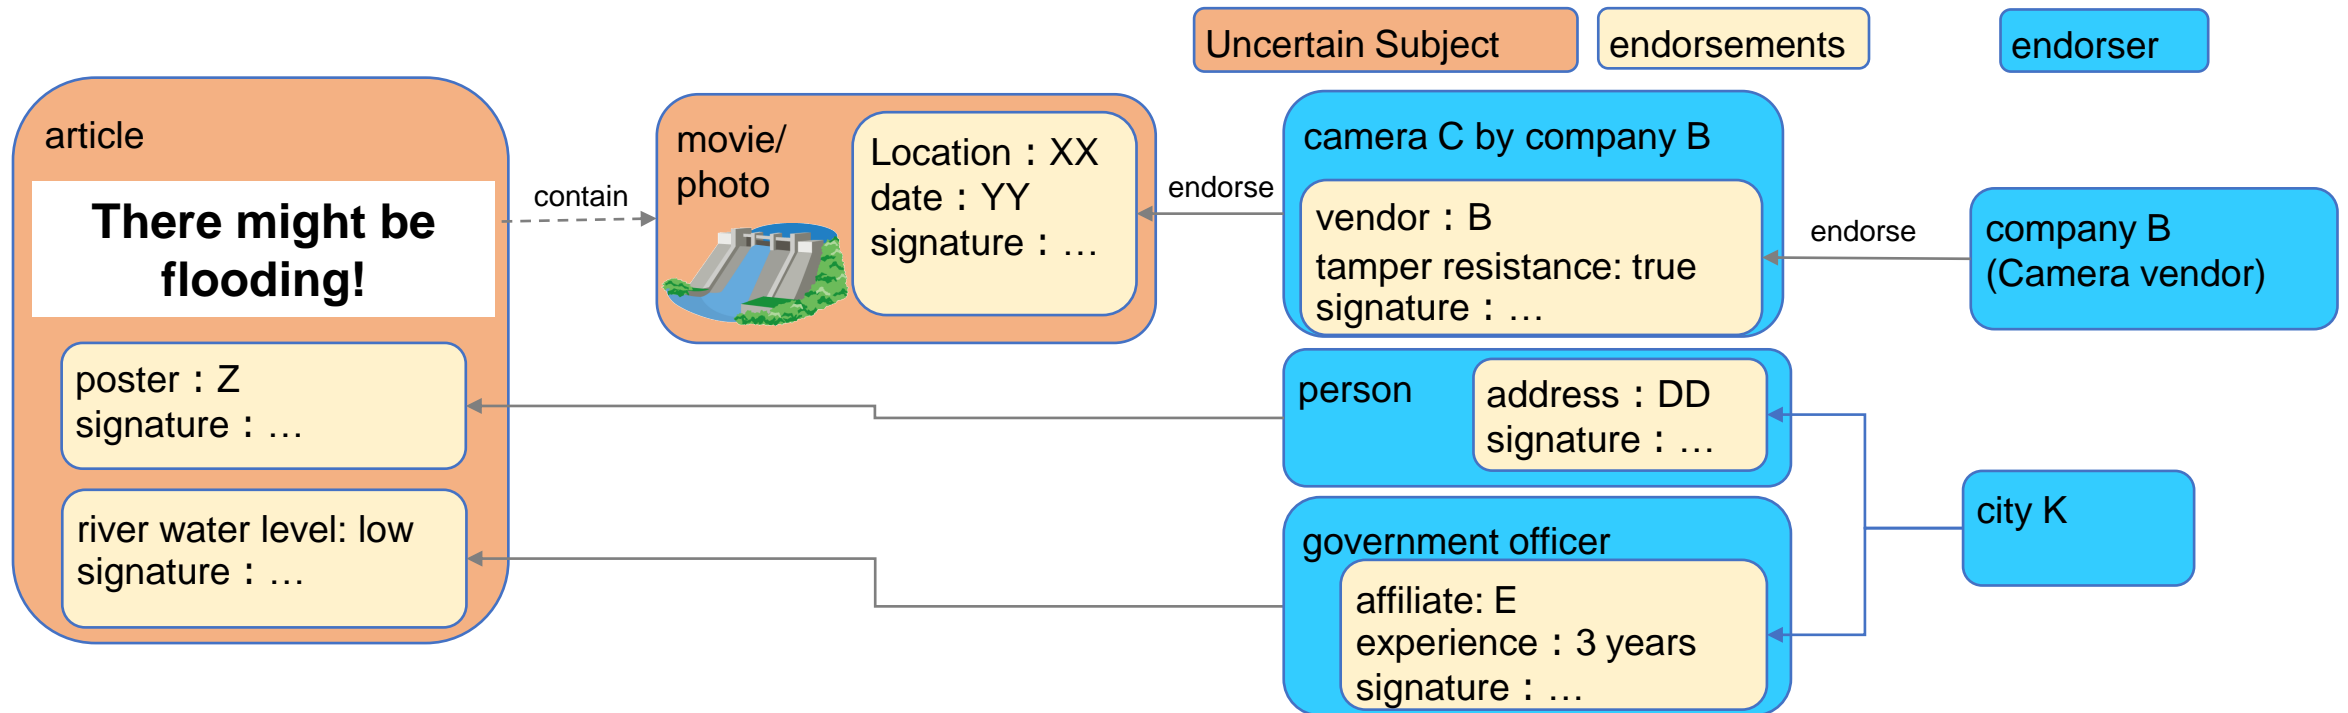 Uncertain Subject
endorsements
endorser
article
There might be
flooding!
poster：Z
signature：…
river water level: low
signature：…
contain
movie/
photo
Location：XX
date：YY
signature：…
endorse
camera C by company B
vendor：B
tamper resistance: true
signature：…
endorse
company B
(Camera vendor)
person
address：DD
signature：…
government officer
affiliate: E
experience：3 years
signature：…
city K